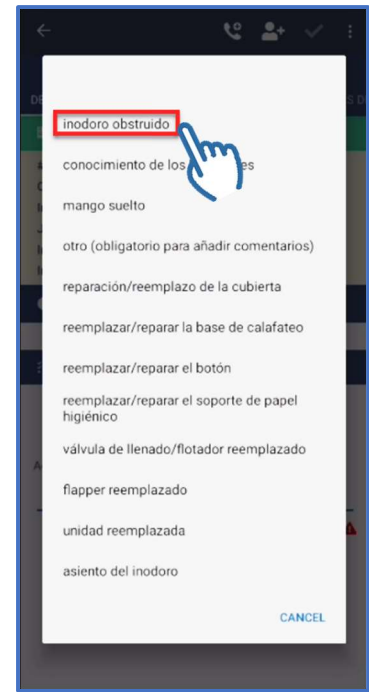 DE
S D
inodoro obstruido
conocimiento de los
es
mango suelto
otro (obligatorio para añadir comentarios)
reparación/reemplazo de la cubierta
reemplazar/reparar la base de calafateo
reemplazar/reparar el botón
reemplazar/reparar el soporte de papel
higiénico
válvula de llenado/flotador reemplazado
flapper reemplazado
unidad reemplazada
asiento del inodoro
CANCEL